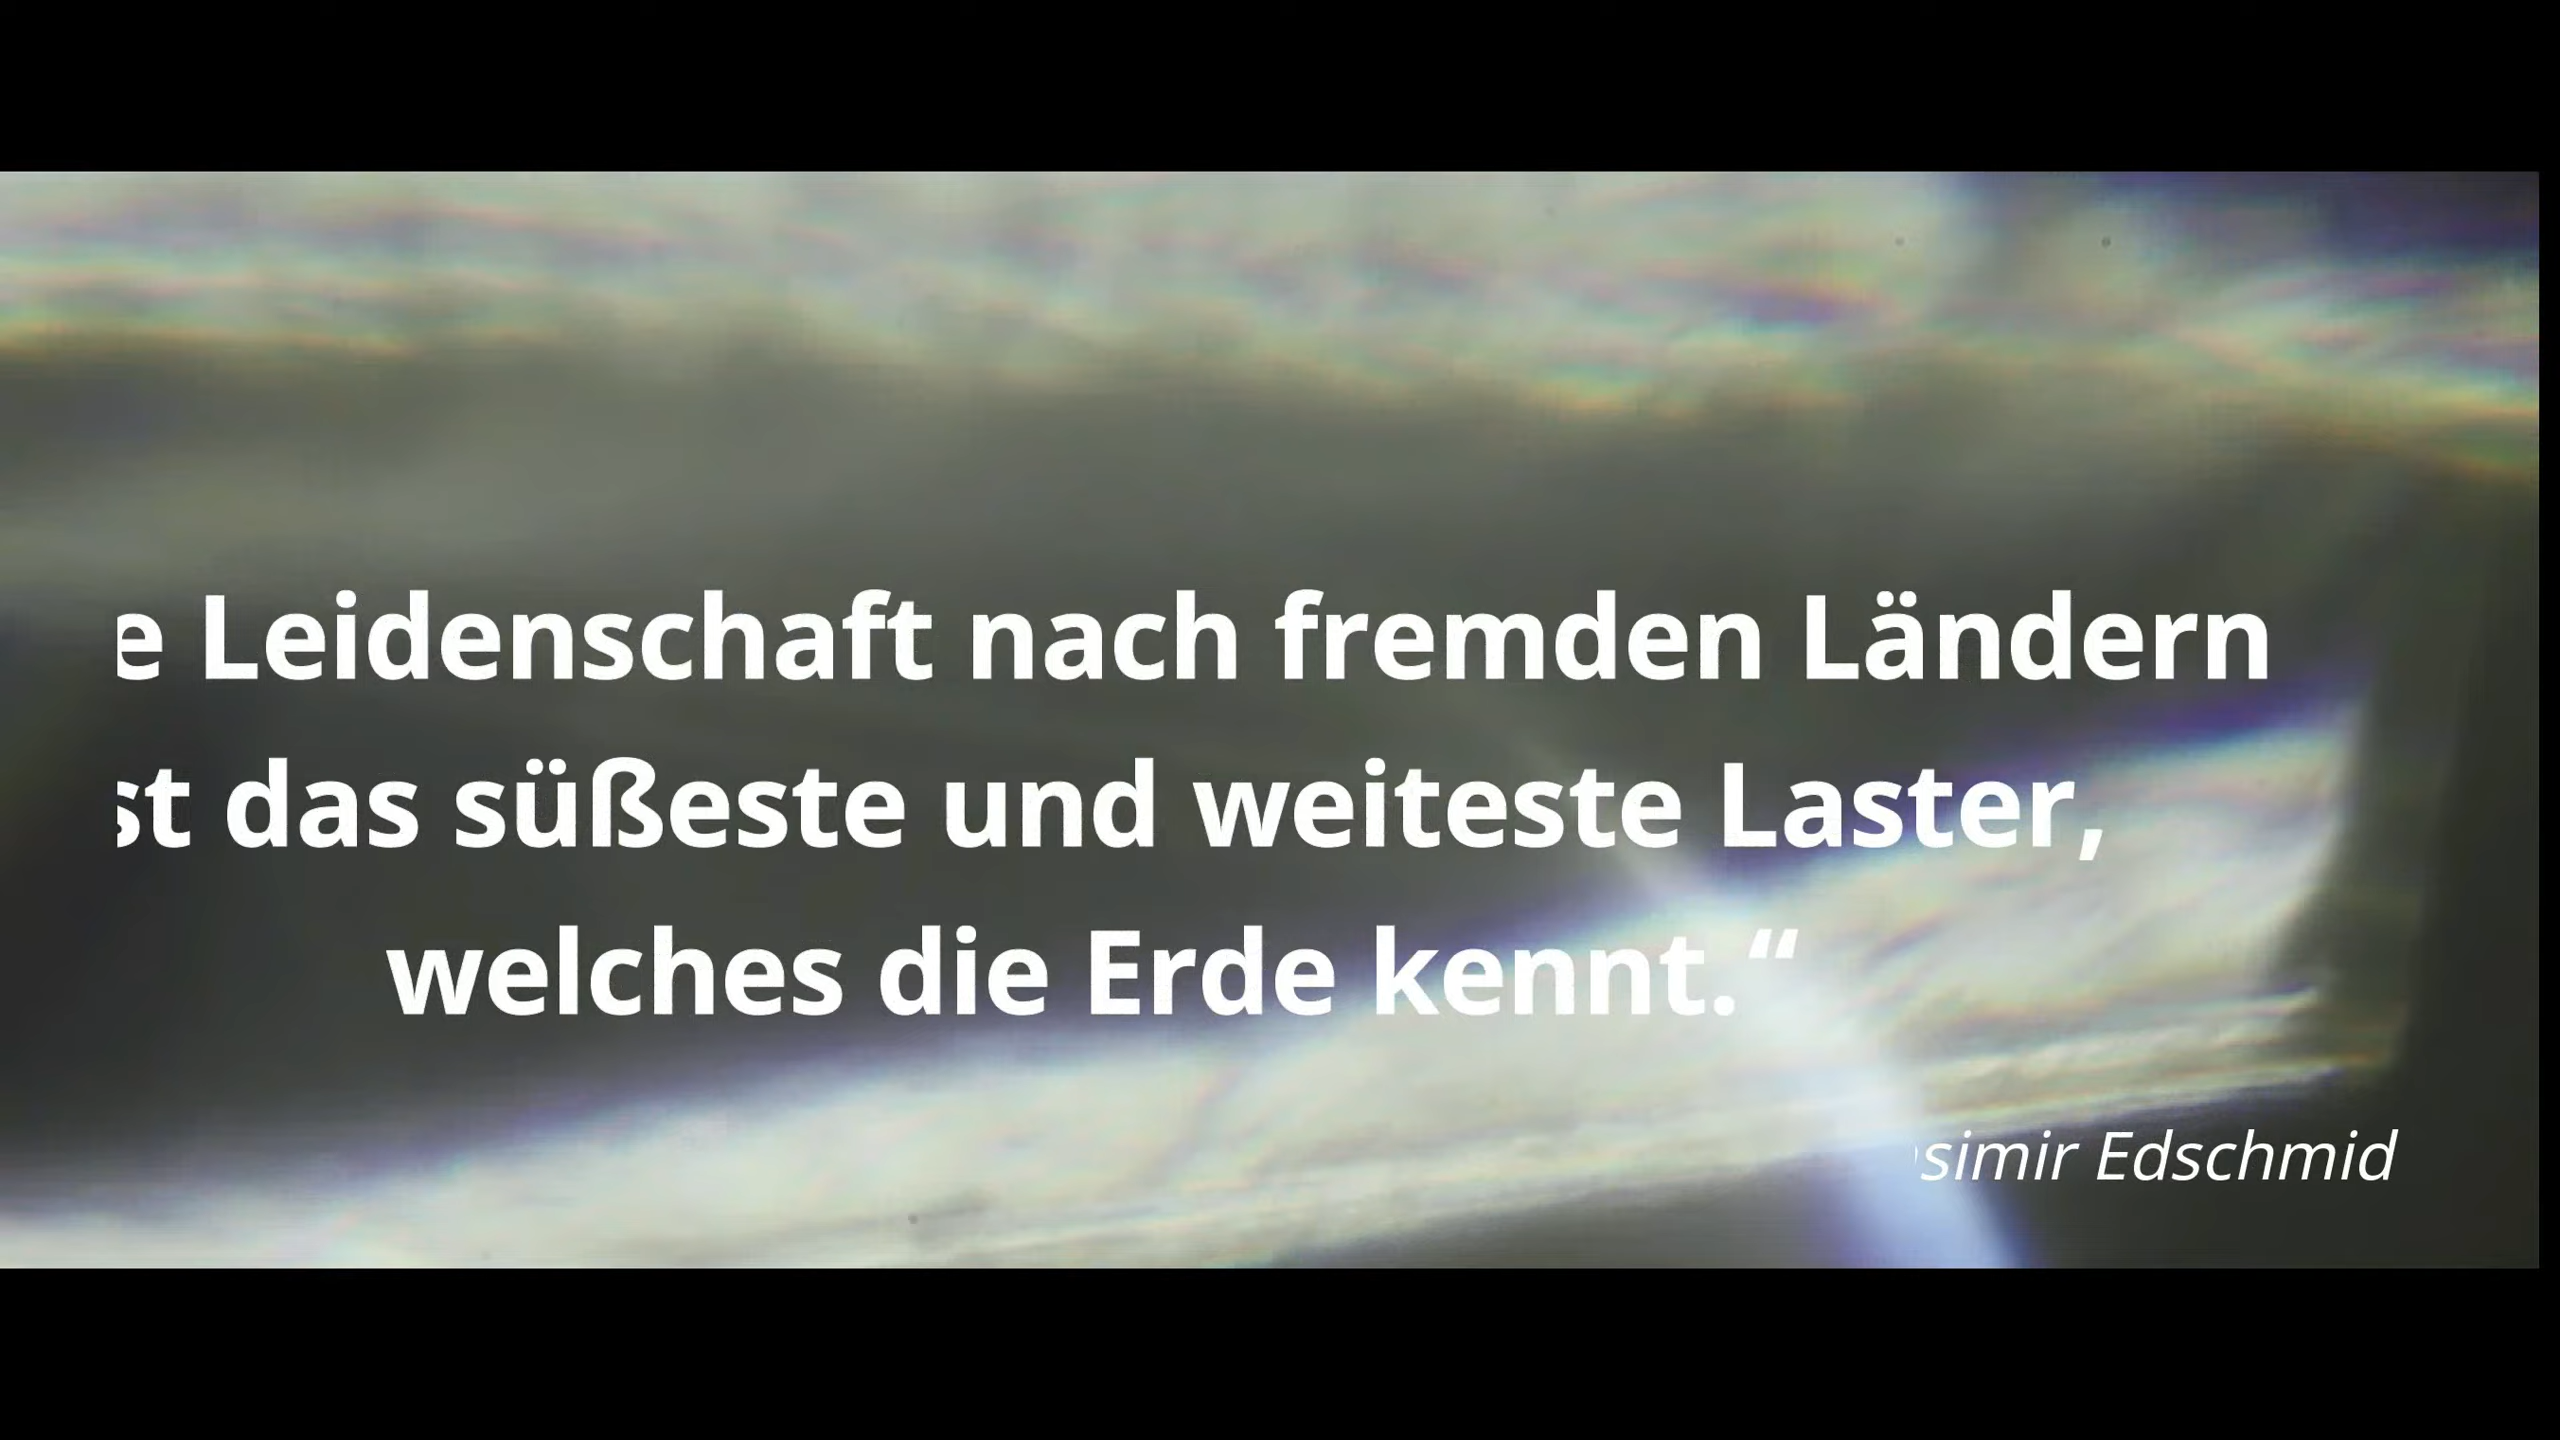 e Leidenschaft nach fremden Ländern
st das süßeste und weiteste Laster,
welches die Erde kennt.“
simir Edschmid